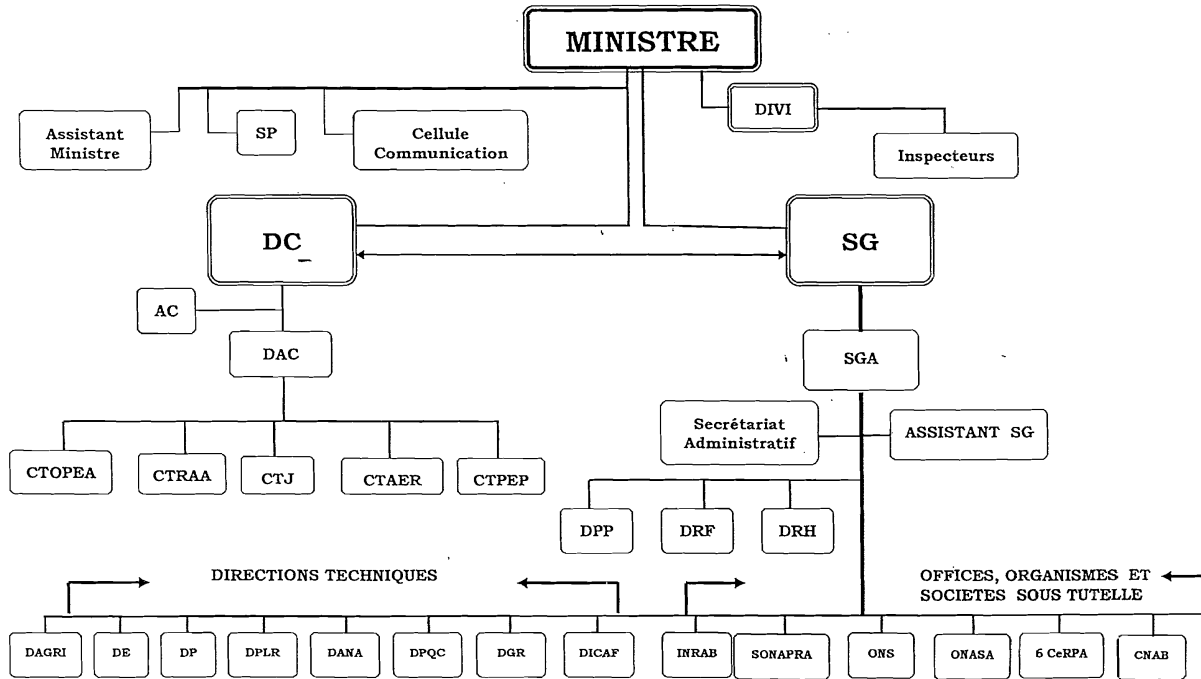 MINISTRE
DIVI
Assistant
Ministre
SP
Cellule
Communication
Inspecteurs
DC_
SG
AC
DAC
SGA
Secrétariat
Administratif
ASSISTANT SG
CTOPEA
CTRAA
CTJ
CTAER
CTPEP
DPP
DRF
DRH
DIRECTIONS TECHNIQUES
OFFICES, ORGANISMES ET
SOCIETES SOUS TUTELLE
DAGRI
DE
DP
DPLR
DANA
DPQC
DGR
DICAF
INRAB
SONAPRA
ONS
ONASA
6 CeRPA
CNAB